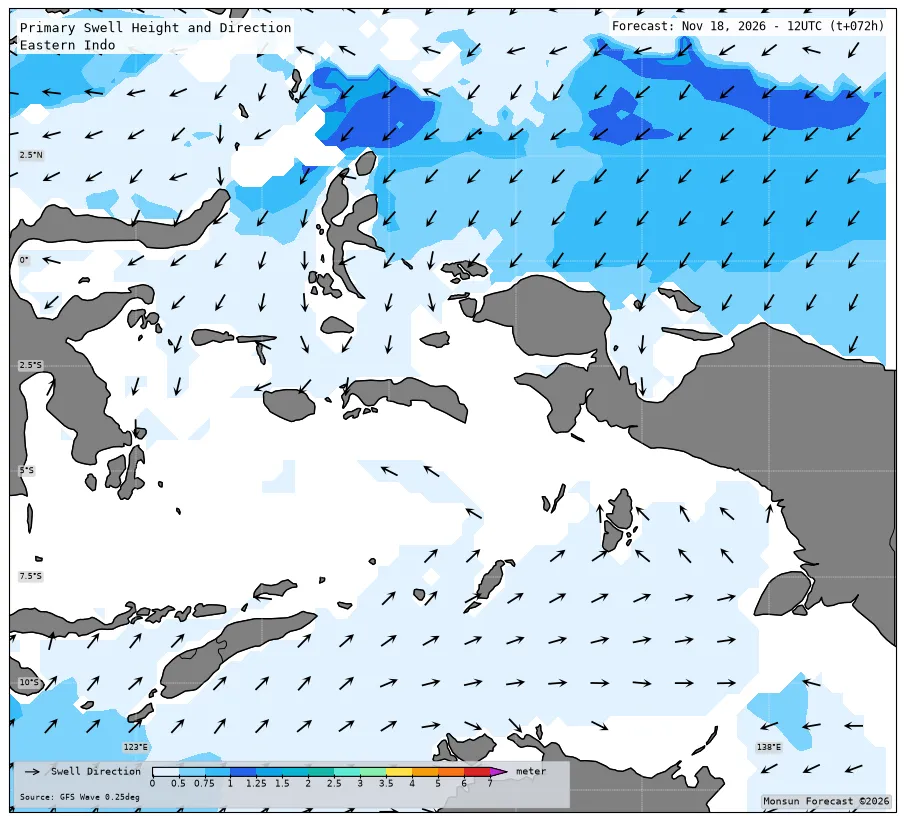 Primary Swell Height and Direction
Eastern Indo
Forecast: Nov 18, 2026 - 12UTC (t+072h)
2.5°N
0°
2.5°S
5°S
7.5°S
10°S
123°E
138°E
Swell Direction
0 0.5 0.75 1 1.25 1.5 2 2.5 3 3.5 4 5 6 7
meter
Source: GFS Wave 0.25deg
Monsun Forecast ©2026